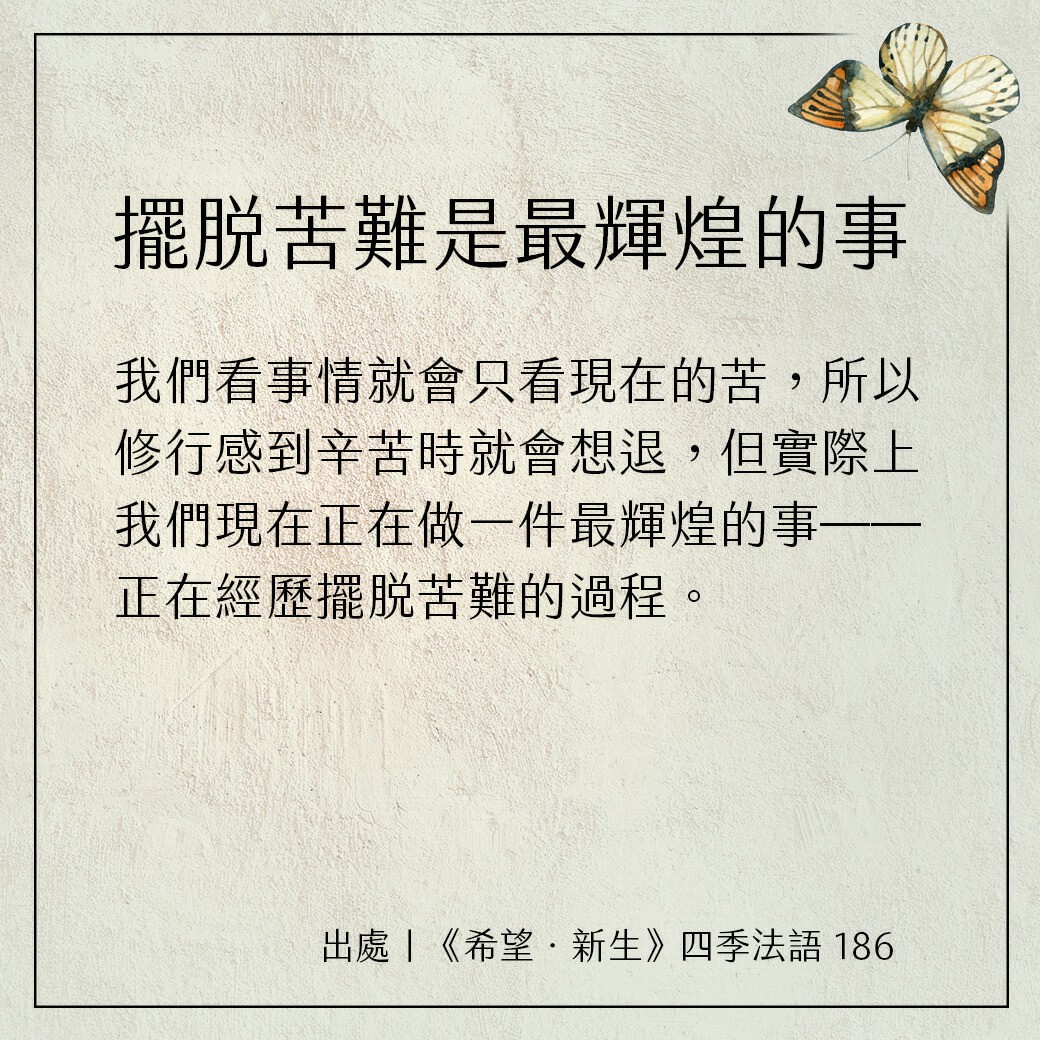 擺脱苦難是最輝煌的事
我們看事情就會只看現在的苦，所以
修行感到辛苦時就會想退，但實際上
我們現在正在做一件最輝煌的事——
正在經歷擺脱苦難的過程。
出處｜《希望．新生》四季法語 186